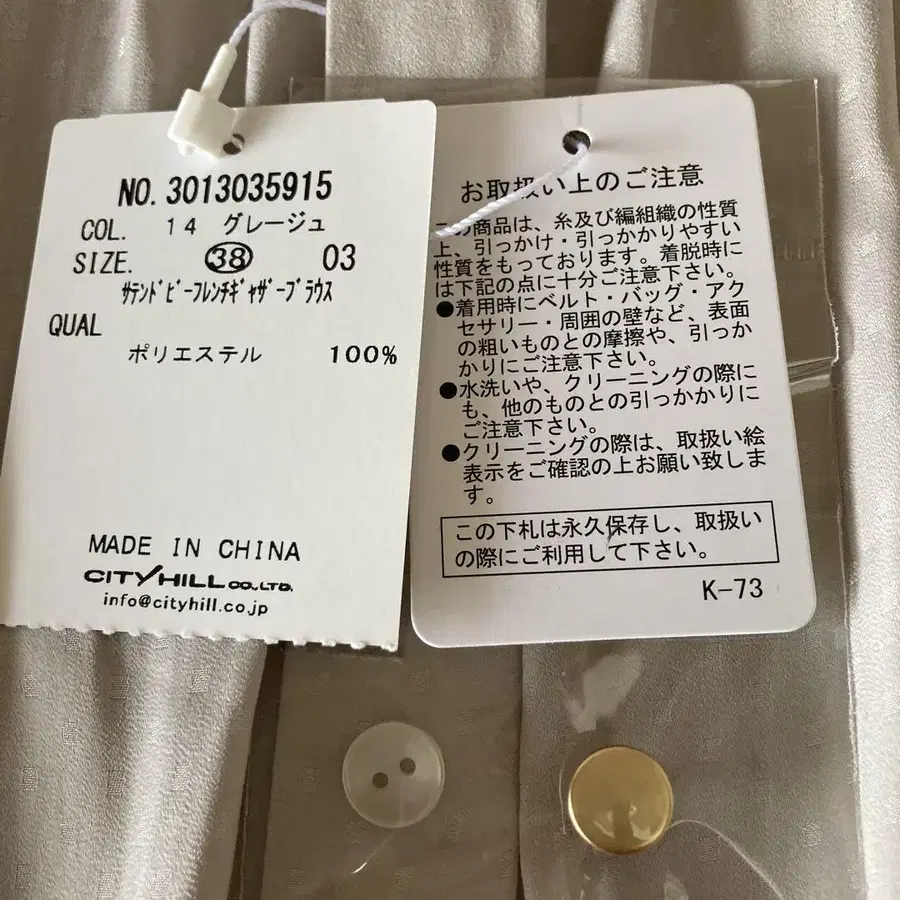 NO. 3013035915
COL. 14 グレージュ
SIZE. 38 03
ｻﾃﾝﾄﾞﾋﾞｰﾌﾚﾝﾁｷﾞｬｻﾞｰﾌﾞﾗｳｽ
QUAL
ポリエステル 100%
MADE IN CHINA
CITY/HILL CO.,LTD.
info@cityhill.co.jp
お取扱い上のご注意
この商品は、糸及び編組織の性質
上、引っかけ・引っかかりやすい
性質をもっております。着脱時に
は下記の点に十分ご注意下さい。
●着用時にベルト・バッグ・アク
セサリー・周囲の壁など、表面
の粗いものとの摩擦や、引っか
かりにご注意下さい。
●水洗いや、クリーニングの際に
も、他のものとの引っかかりに
ご注意下さい。
●クリーニングの際は、取扱い絵
表示をご確認の上お願い致しま
す。
この下札は永久保存し、取扱い
の際にご利用して下さい。
K-73